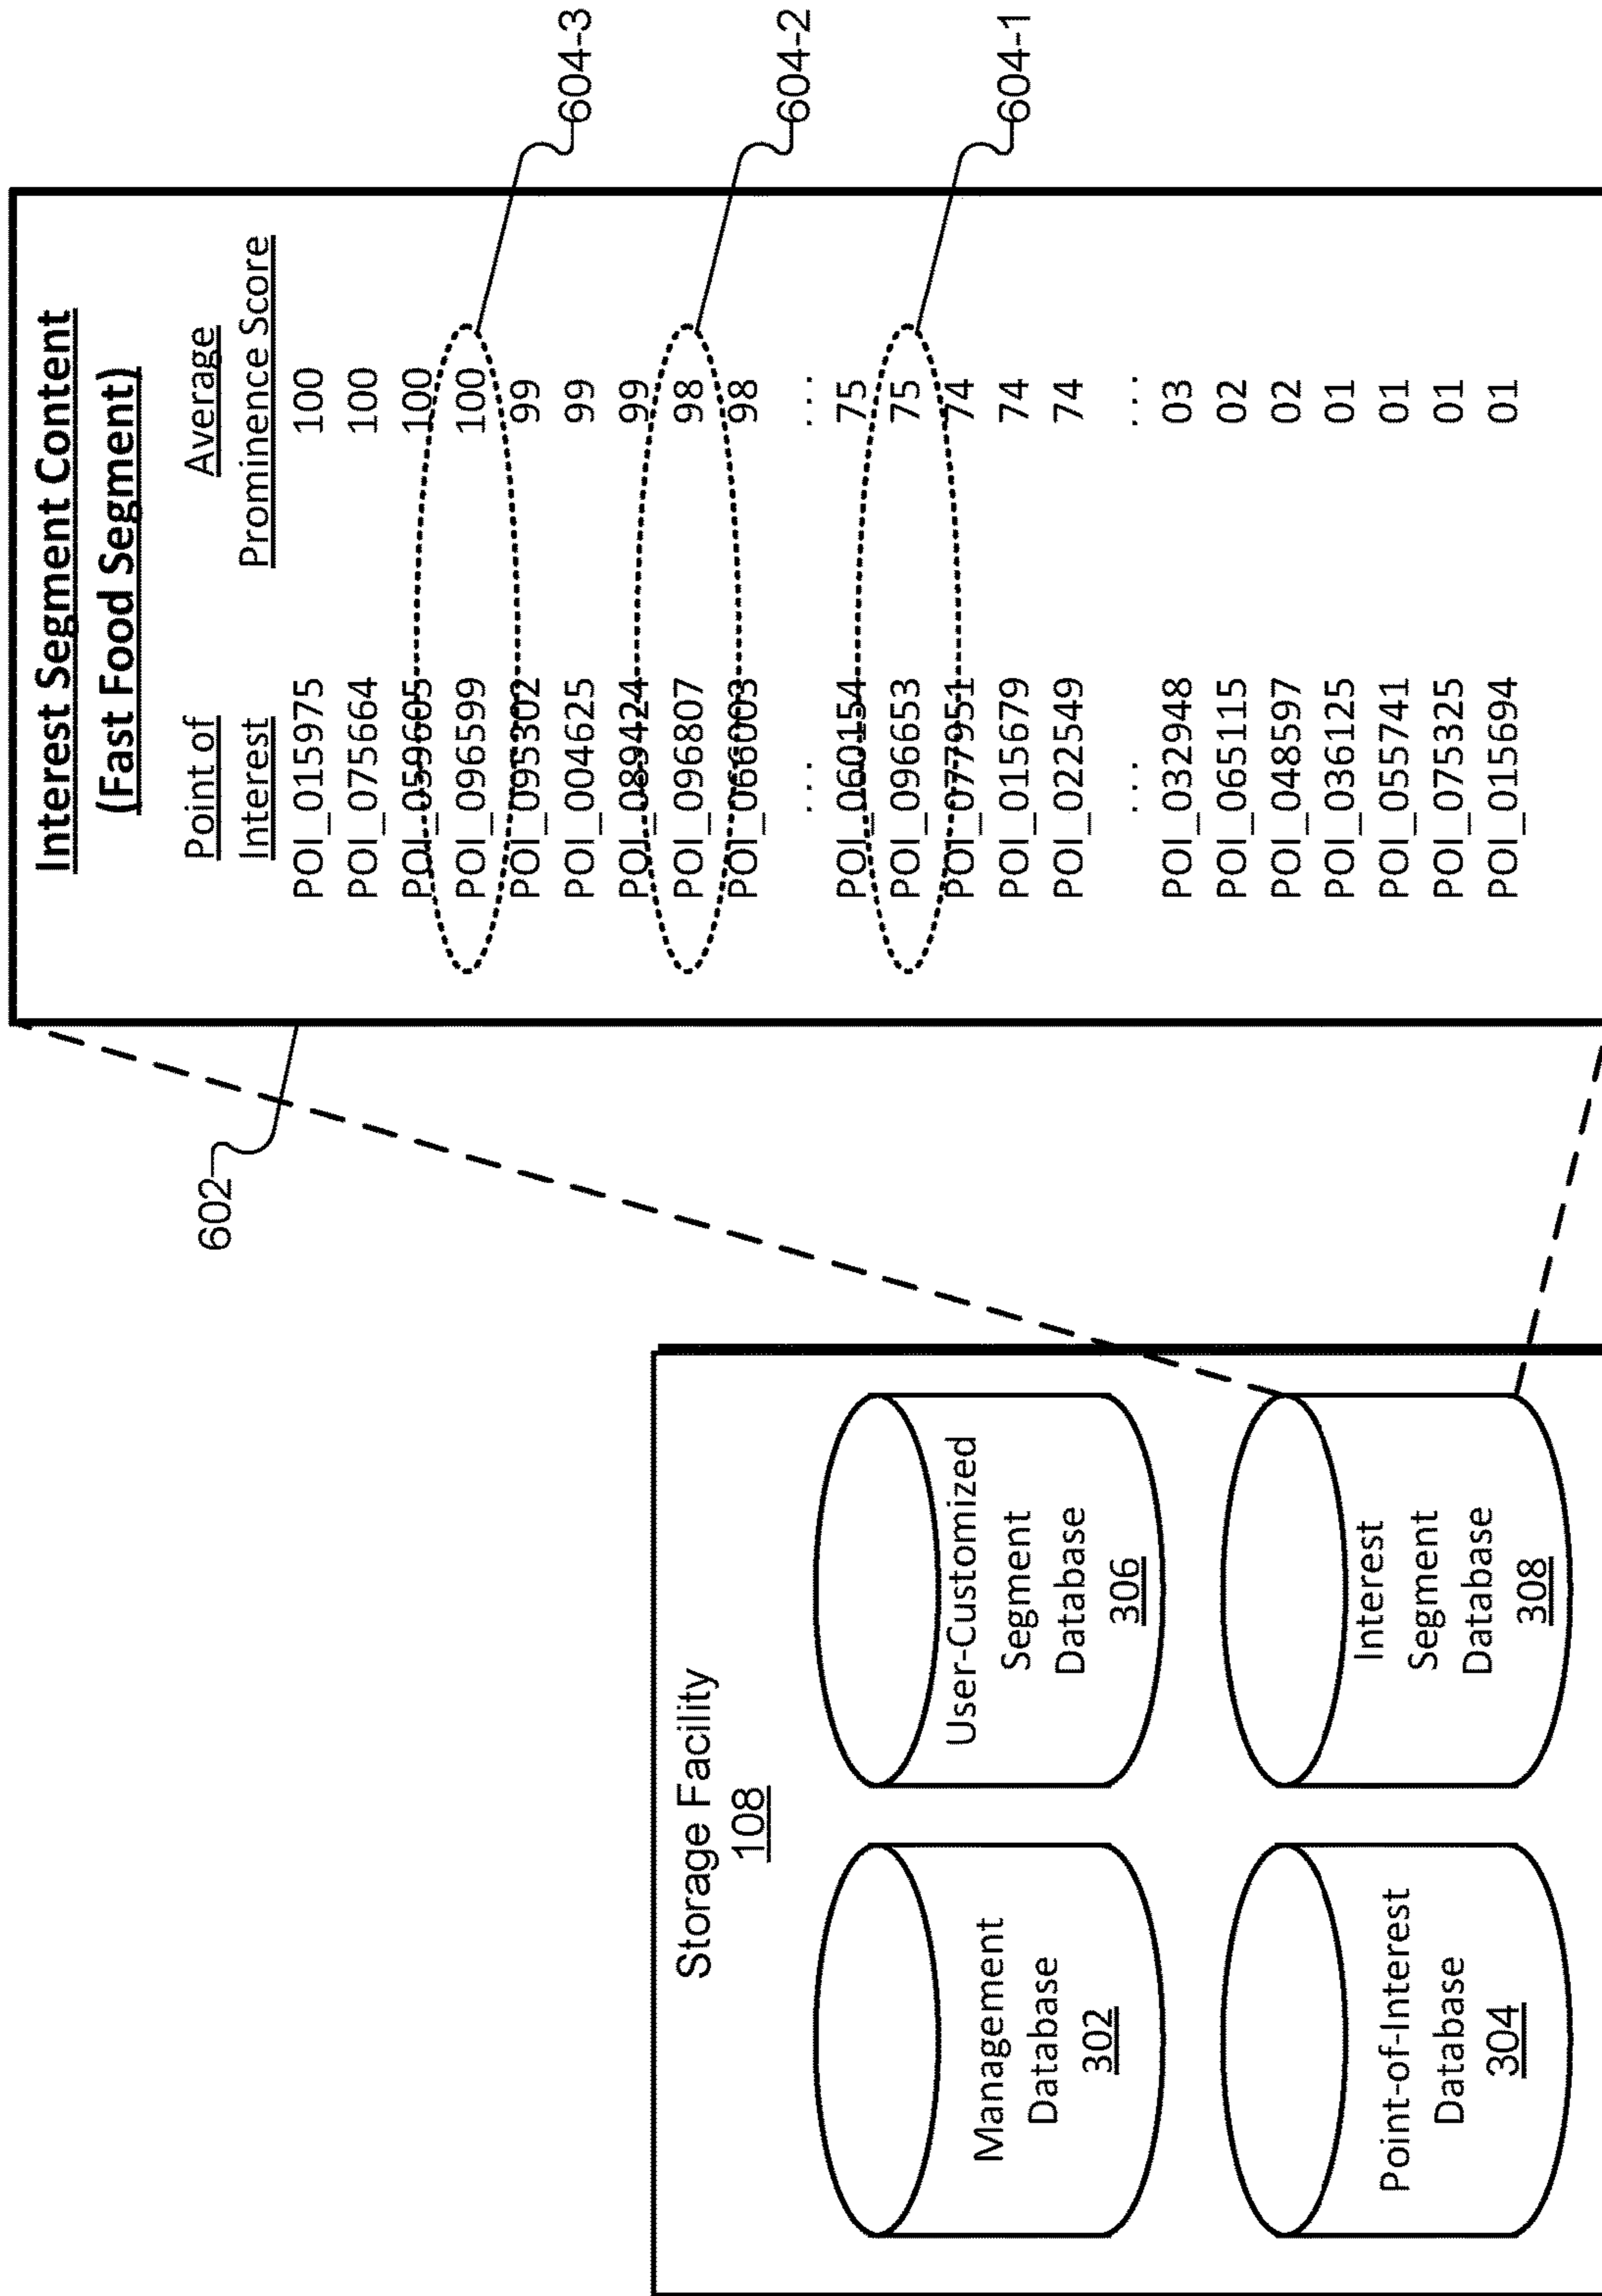 Storage Facility
108
Management
Database
302
User-Customized
Segment
Database
306
Point-of-Interest
Database
304
Interest
Segment
Database
308
602
Interest Segment Content
(Fast Food Segment)
Point of
Interest
Average
Prominence Score
POI_015975 100
POI_075664 100
POI_059605 100
POI_096599 100
POI_095302 99
POI_004625 99
POI_089424 99
POI_096807 98
POI_066003 98
... ...
POI_060154 75
POI_096653 75
POI_077951 74
POI_015679 74
POI_022549 74
... ...
POI_032948 03
POI_065115 02
POI_048597 02
POI_036125 01
POI_055741 01
POI_075325 01
POI_015694 01
604-3
604-2
604-1